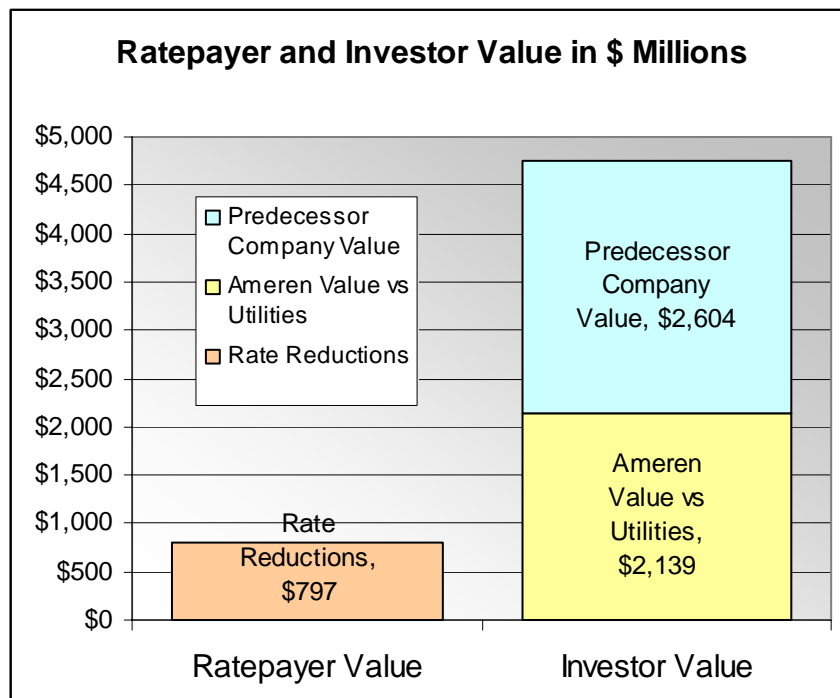 Ratepayer and Investor Value in $ Millions
$5,000
$4,500
$4,000
$3,500
$3,000
$2,500
$2,000
$1,500
$1,000
$500
$0
Predecessor
Company Value
Ameren Value vs
Utilities
Rate Reductions
Predecessor
Company
Value, $2,604
Ameren
Value vs
Utilities,
$2,139
Rate
Reductions,
$797
Ratepayer Value
Investor Value